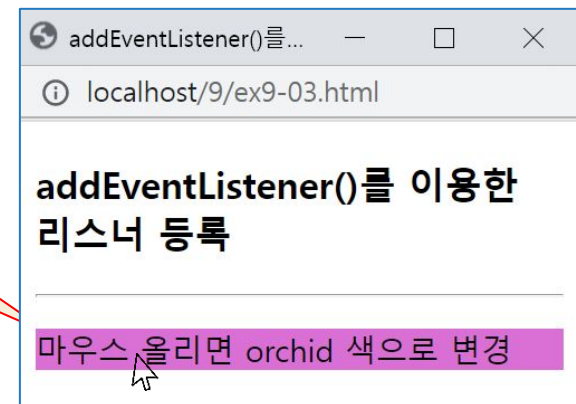 addEventListener()를...
localhost/9/ex9-03.html
addEventListener()를 이용한
리스너 등록
마우스 올리면 orchid 색으로 변경